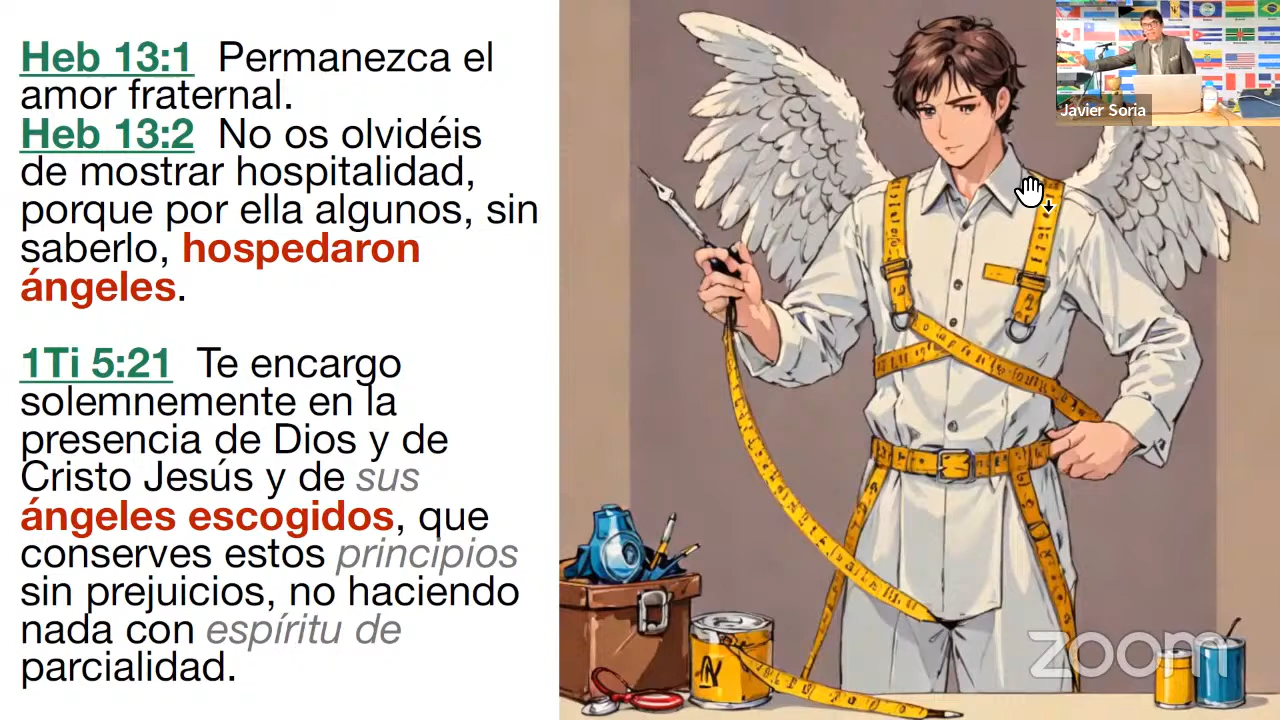 Heb 13:1 Permanezca el
amor fraternal.
Heb 13:2 No os olvidéis
de mostrar hospitalidad,
porque por ella algunos, sin
saberlo, hospedaron
ángeles.
1Ti 5:21 Te encargo
solemnemente en la
presencia de Dios y de
Cristo Jesús y de sus
ángeles escogidos, que
conserves estos principios
sin prejuicios, no haciendo
nada con espíritu de
parcialidad.
Javier Soria
zoom